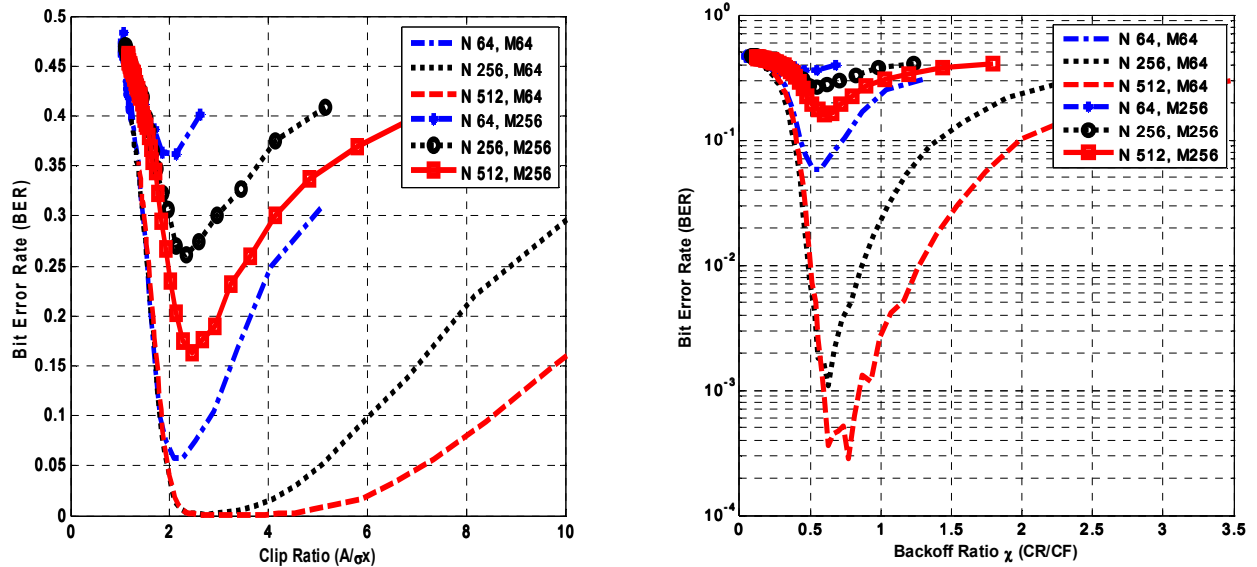 0.5
0.45
0.4
0.35
0.3
0.25
0.2
0.15
0.1
0.05
0
Bit Error Rate (BER)
0 2 4 6 8 10
Clip Ratio (A/σx)
N 64, M64
N 256, M64
N 512, M64
N 64, M256
N 256, M256
N 512, M256
10^0
10^-1
10^-2
10^-3
10^-4
Bit Error Rate (BER)
0 0.5 1 1.5 2 2.5 3 3.5
Backoff Ratio χ (CR/CF)
N 64, M64
N 256, M64
N 512, M64
N 64, M256
N 256, M256
N 512, M256